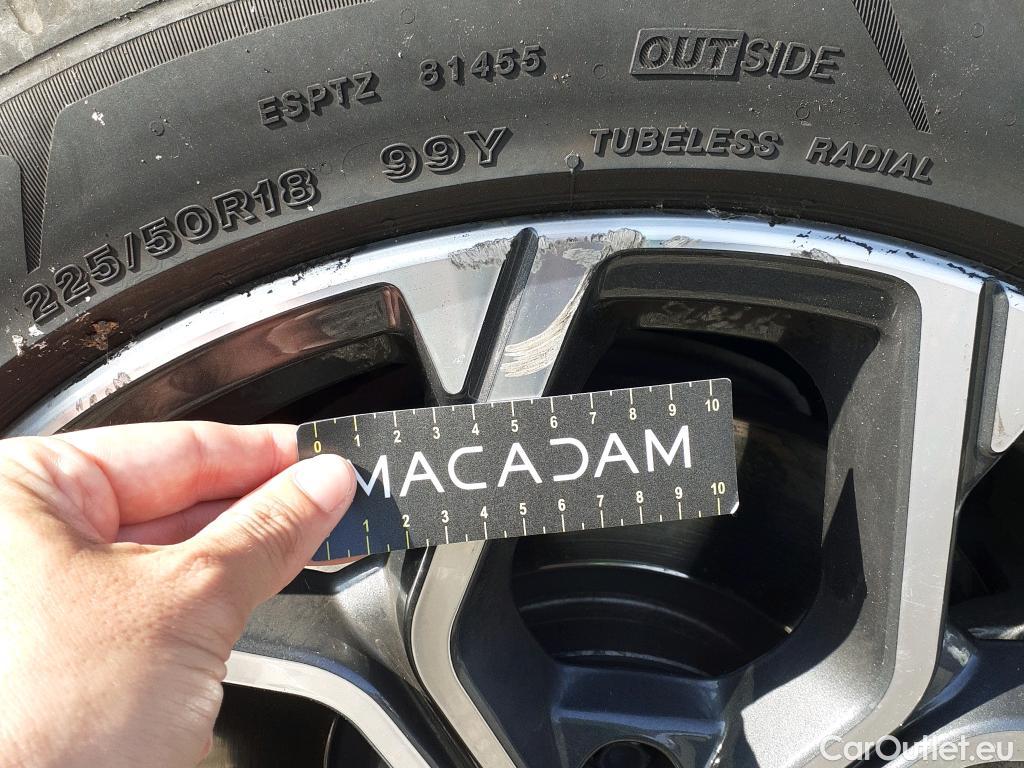 ESPTZ 81455
OUTSIDE
225/50R18 99Y
TUBELESS RADIAL
0 1 2 3 4 5 6 7 8 9 10
MACADAM
1 2 3 4 5 6 7 8 9 10
CarOutlet.eu